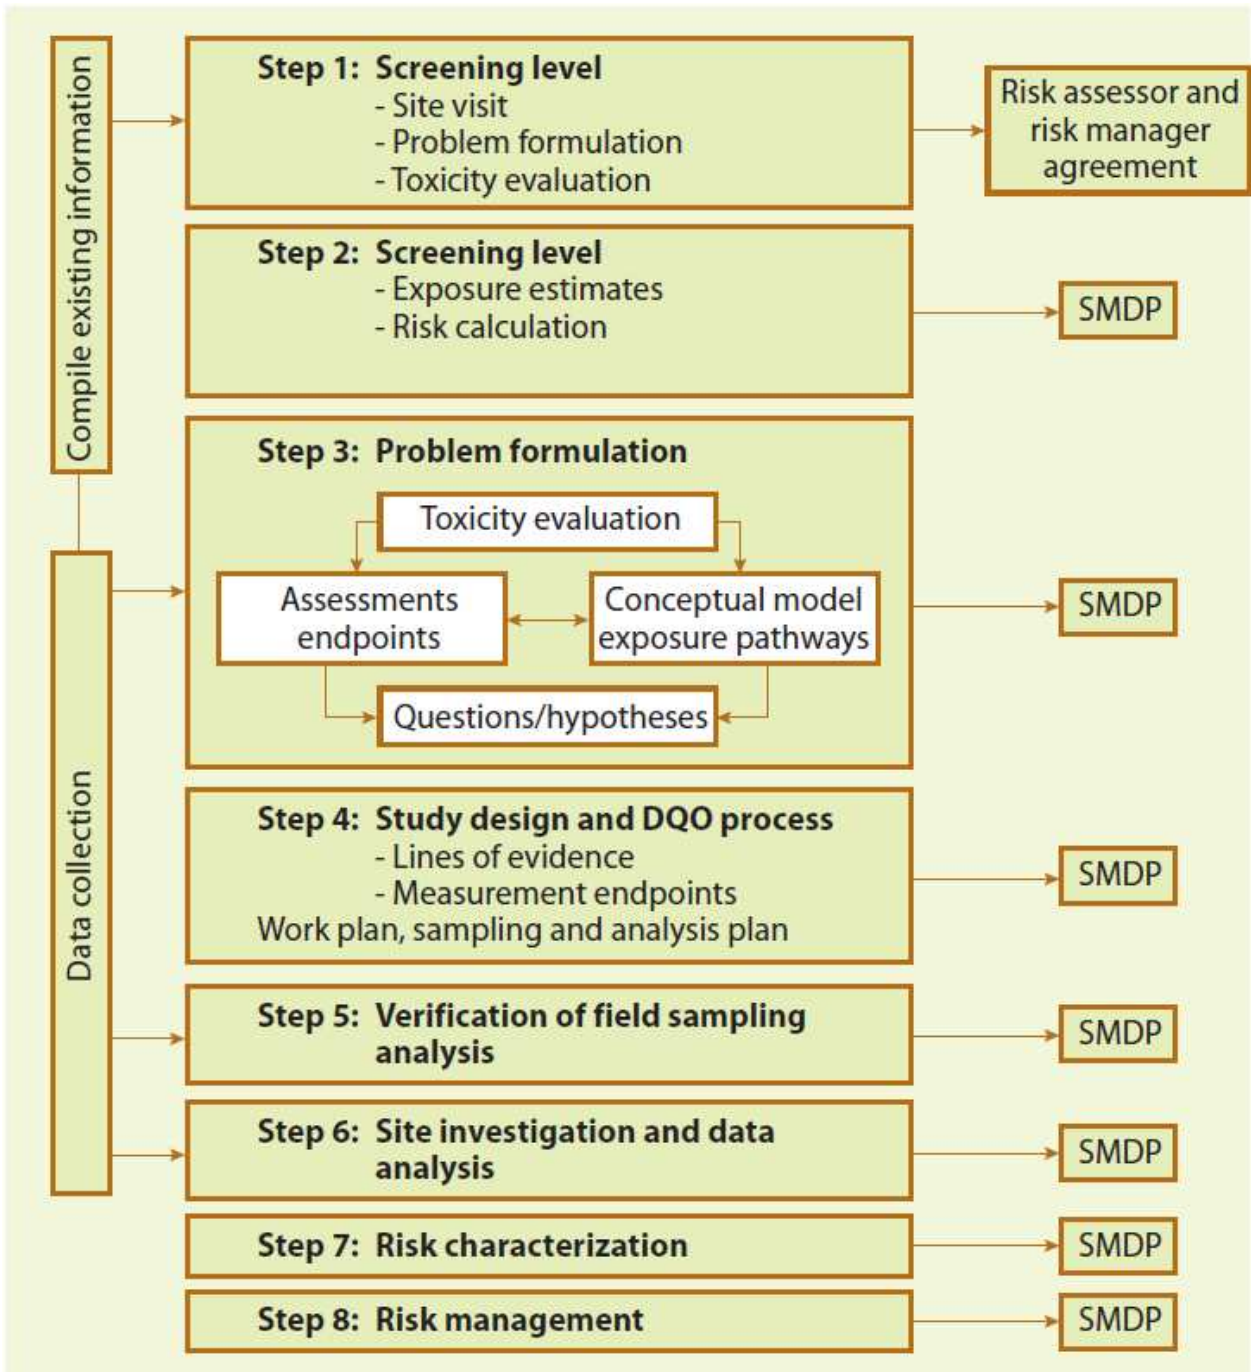 Compile existing information
Step 1: Screening level
- Site visit
- Problem formulation
- Toxicity evaluation
Risk assessor and
risk manager
agreement
Step 2: Screening level
- Exposure estimates
- Risk calculation
SMDP
Step 3: Problem formulation
Toxicity evaluation
Assessments
endpoints
Conceptual model
exposure pathways
Questions/hypotheses
SMDP
Data collection
Step 4: Study design and DQO process
- Lines of evidence
- Measurement endpoints
Work plan, sampling and analysis plan
SMDP
Step 5: Verification of field sampling
analysis
SMDP
Step 6: Site investigation and data
analysis
SMDP
Step 7: Risk characterization
SMDP
Step 8: Risk management
SMDP